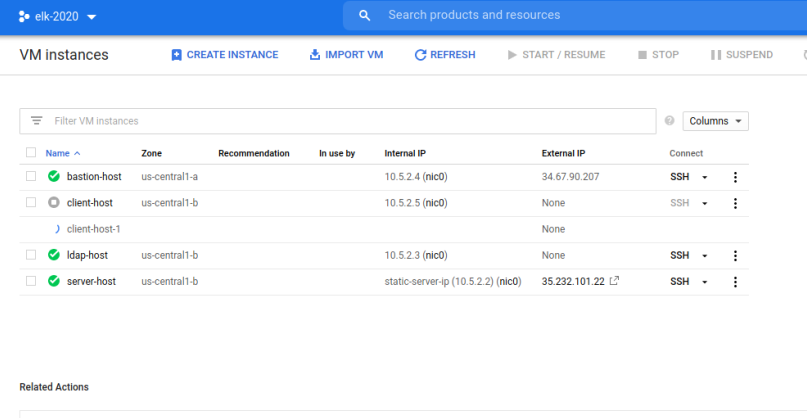 elk-2020 Search products and resources
VM instances CREATE INSTANCE IMPORT VM REFRESH START / RESUME STOP SUSPEND
Filter VM instances Columns
Name Zone Recommendation In use by Internal IP External IP Connect
bastion-host us-central1-a 10.5.2.4 (nic0) 34.67.90.207 SSH
client-host us-central1-b 10.5.2.5 (nic0) None SSH
client-host-1 None
ldap-host us-central1-b 10.5.2.3 (nic0) None SSH
server-host us-central1-b static-server-ip (10.5.2.2) (nic0) 35.232.101.22 SSH
Related Actions